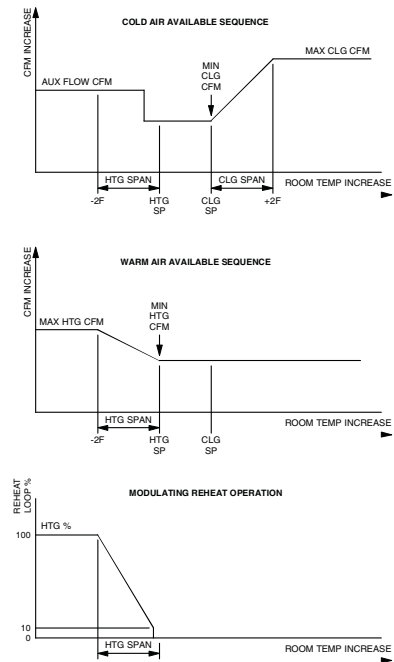 COLD AIR AVAILABLE SEQUENCE
CFM INCREASE
MAX CLG CFM
MIN
CLG
CFM
AUX FLOW CFM
HTG SPAN
CLG SPAN
ROOM TEMP INCREASE
-2F
HTG
SP
CLG
SP
+2F
WARM AIR AVAILABLE SEQUENCE
CFM INCREASE
MIN
HTG
CFM
MAX HTG CFM
HTG SPAN
ROOM TEMP INCREASE
-2F
HTG
SP
CLG
SP
MODULATING REHEAT OPERATION
REHEAT
LOOP %
HTG %
100
10
0
HTG SPAN
ROOM TEMP INCREASE